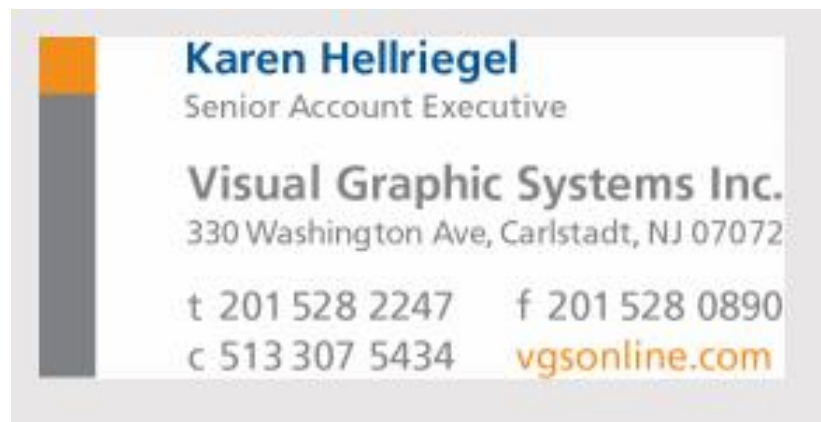 Karen Hellriegel
Senior Account Executive
Visual Graphic Systems Inc.
330 Washington Ave, Carlstadt, NJ 07072
t 201 528 2247 f 201 528 0890
c 513 307 5434 vgsonline.com